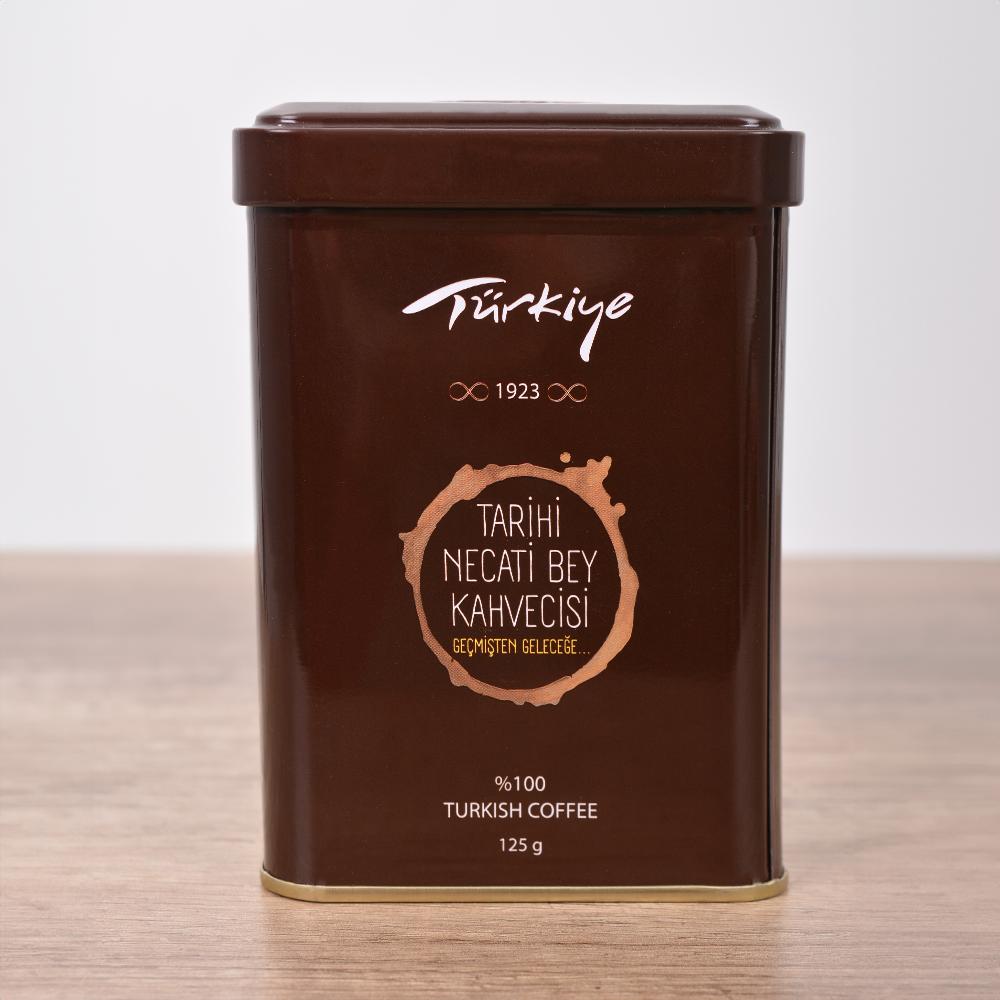 Türkiye
1923
TARİHİ
NECATİ BEY
KAHVECİSİ
GEÇMİŞTEN GELECEĞE...
%100
TURKISH COFFEE
125 g